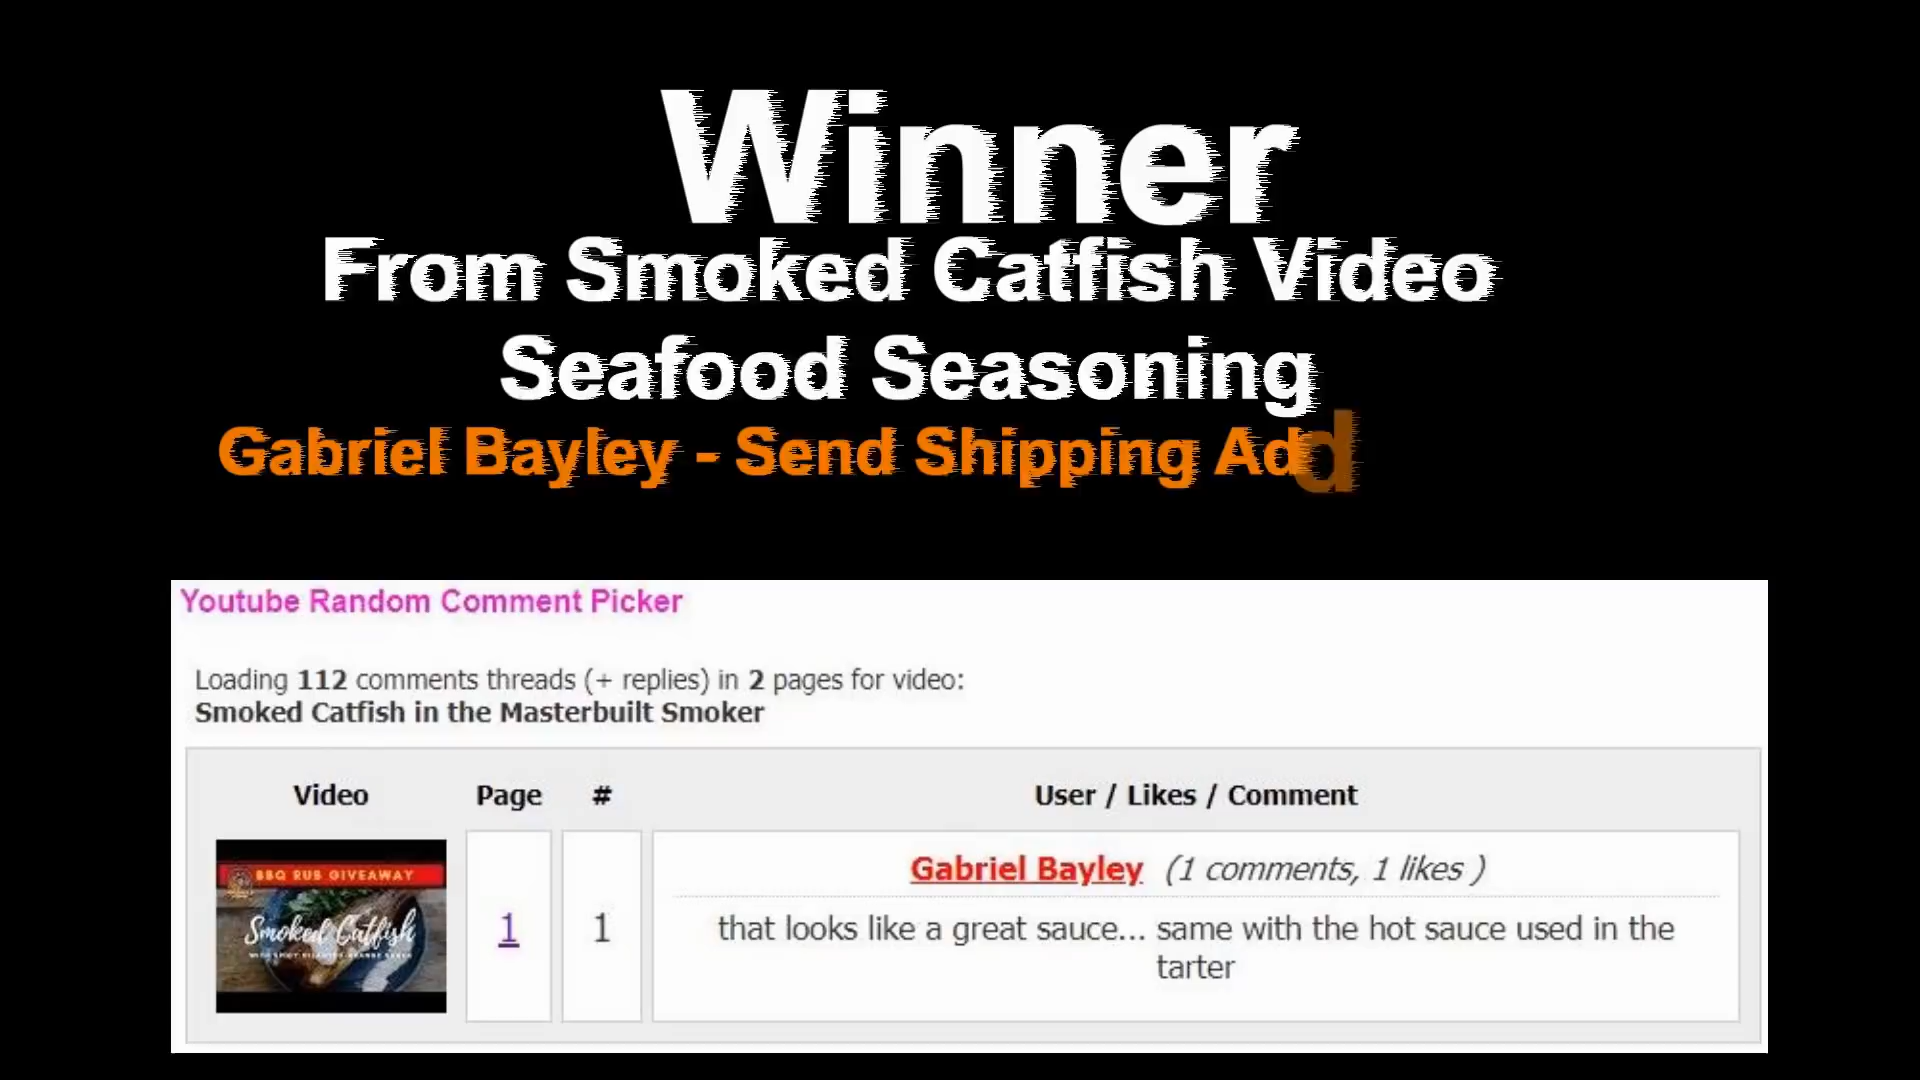 Winner
From Smoked Catfish Video
Seafood Seasoning
Gabriel Bayley - Send Shipping Add
Youtube Random Comment Picker
Loading 112 comments threads (+ replies) in 2 pages for video:
Smoked Catfish in the Masterbuilt Smoker
Video Page # User / Likes / Comment
BBQ RUB GIVEAWAY
Smoked Catfish
Gabriel Bayley (1 comments, 1 likes )
1 1 that looks like a great sauce... same with the hot sauce used in the
tarter